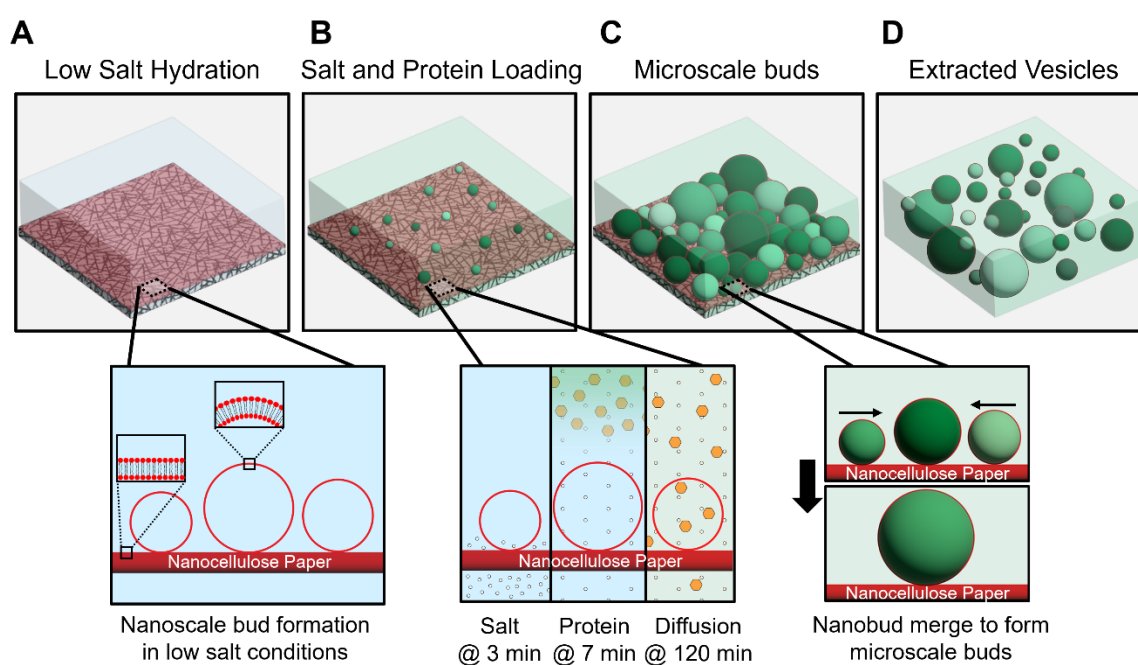 A
Low Salt Hydration
B
Salt and Protein Loading
C
Microscale buds
D
Extracted Vesicles
Nanocellulose Paper
Nanoscale bud formation
in low salt conditions
Nanocellulose Paper
Salt
@ 3 min
Protein
@ 7 min
Diffusion
@ 120 min
Nanocellulose Paper
Nanocellulose Paper
Nanobud merge to form
microscale buds